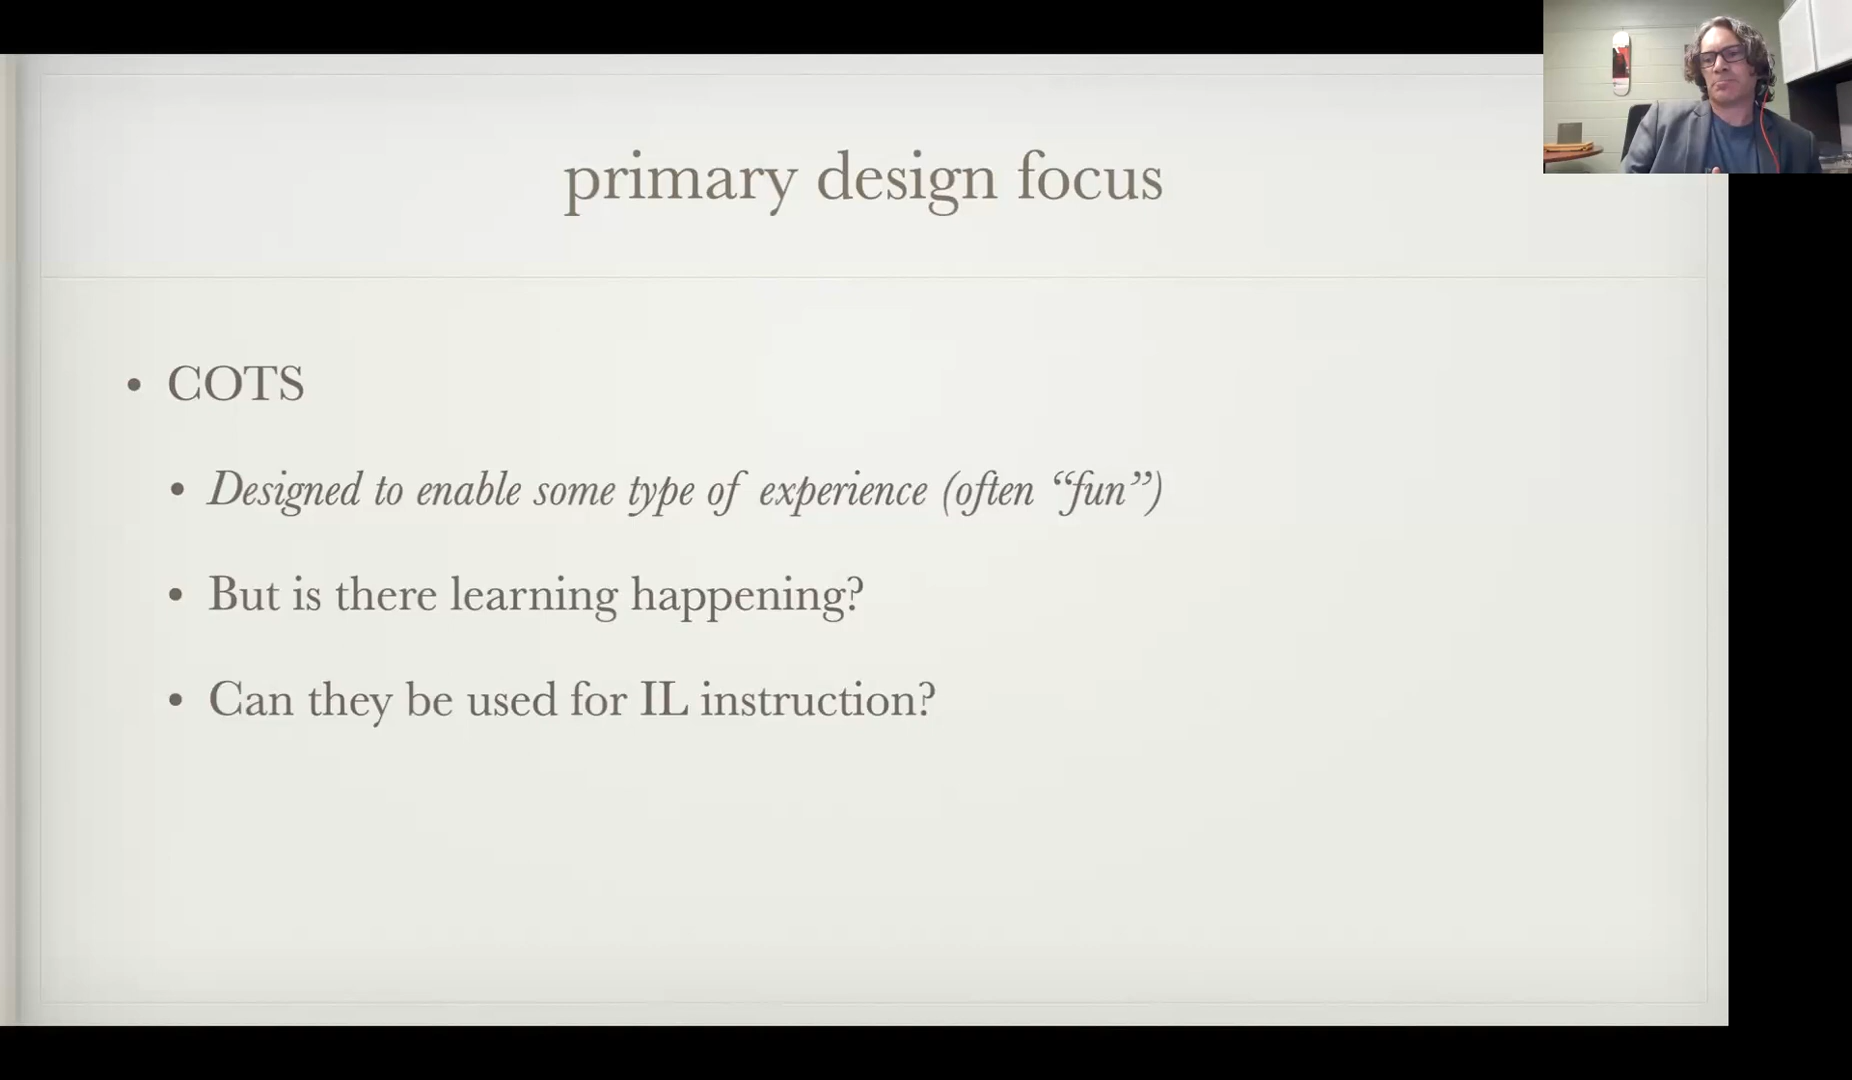 primary design focus
• COTS
• Designed to enable some type of experience (often “fun”)
• But is there learning happening?
• Can they be used for IL instruction?